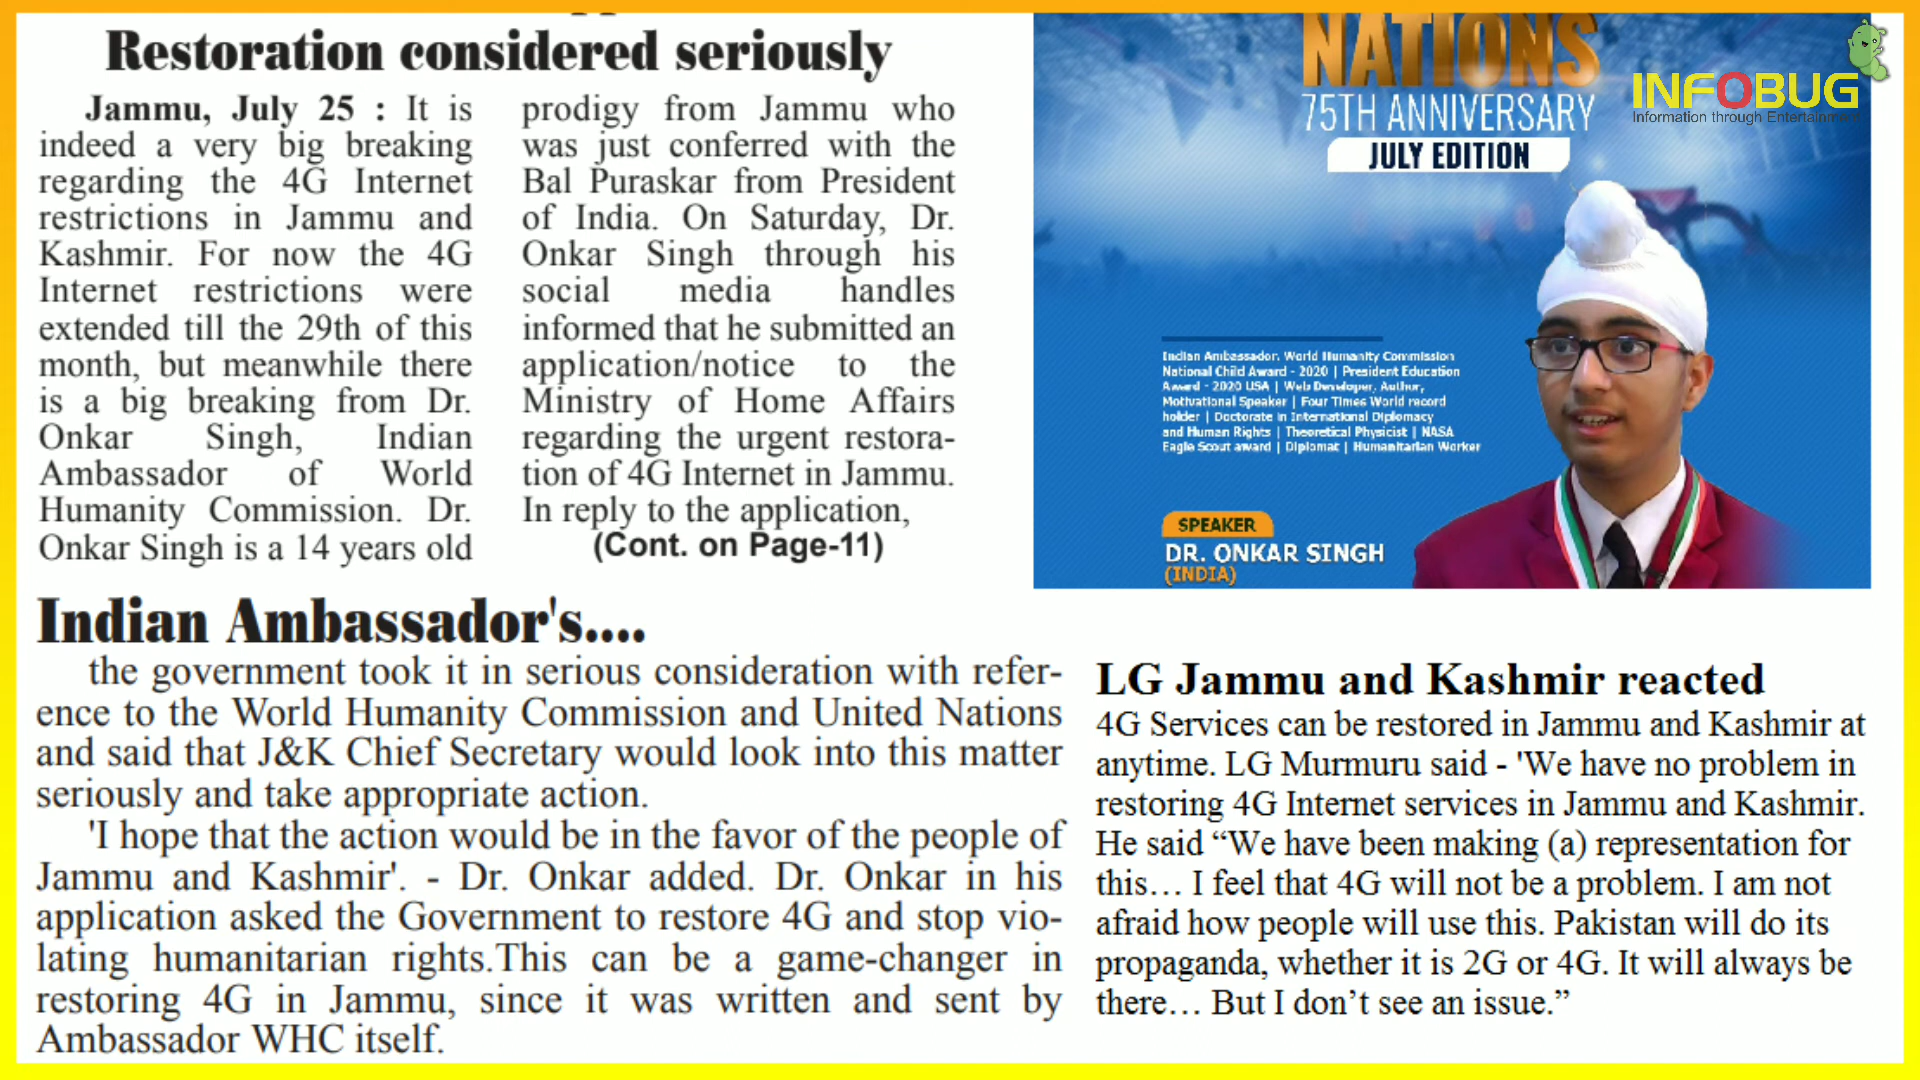 Restoration considered seriously
Jammu, July 25 : It is
indeed a very big breaking
regarding the 4G Internet
restrictions in Jammu and
Kashmir. For now the 4G
Internet restrictions were
extended till the 29th of this
month, but meanwhile there
is a big breaking from Dr.
Onkar Singh, Indian
Ambassador of World
Humanity Commission. Dr.
Onkar Singh is a 14 years old
prodigy from Jammu who
was just conferred with the
Bal Puraskar from President
of India. On Saturday, Dr.
Onkar Singh through his
social media handles
informed that he submitted an
application/notice to the
Ministry of Home Affairs
regarding the urgent restora-
tion of 4G Internet in Jammu.
In reply to the application,
(Cont. on Page-11)
NATIONS
75TH ANNIVERSARY
JULY EDITION
INFOBUG
Information through Entertainment
Indian Ambassador, World Humanity Commission
National Child Award - 2020 | President Education
Award - 2020 USA | Web Developer, Author,
Motivational Speaker | Four Times World record
holder | Doctorate in International Diplomacy
and Human Rights | Theoretical Physicist | NASA
Eagle Scout award | Diplomat | Humanitarian Worker
SPEAKER
DR. ONKAR SINGH
(INDIA)
Indian Ambassador's....
the government took it in serious consideration with refer-
ence to the World Humanity Commission and United Nations
and said that J&K Chief Secretary would look into this matter
seriously and take appropriate action.
'I hope that the action would be in the favor of the people of
Jammu and Kashmir'. - Dr. Onkar added. Dr. Onkar in his
application asked the Government to restore 4G and stop vio-
lating humanitarian rights.This can be a game-changer in
restoring 4G in Jammu, since it was written and sent by
Ambassador WHC itself.
LG Jammu and Kashmir reacted
4G Services can be restored in Jammu and Kashmir at
anytime. LG Murmuru said - 'We have no problem in
restoring 4G Internet services in Jammu and Kashmir.
He said “We have been making (a) representation for
this… I feel that 4G will not be a problem. I am not
afraid how people will use this. Pakistan will do its
propaganda, whether it is 2G or 4G. It will always be
there… But I don’t see an issue.”